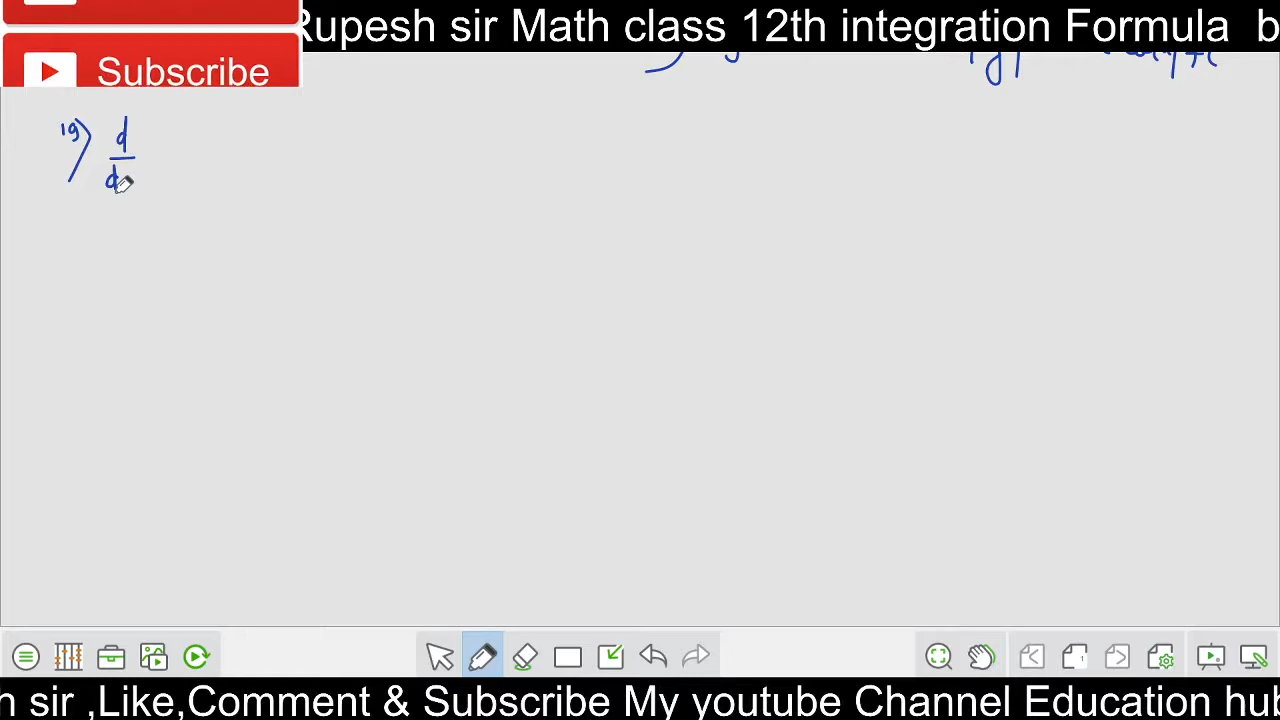 Rupesh sir Math class 12th integration Formula b
Subscribe
19) d
d
h sir ,Like,Comment & Subscribe My youtube Channel Education hub